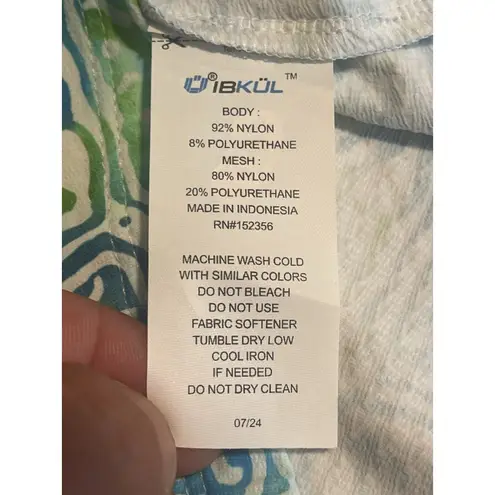 IBKÜL™
BODY :
92% NYLON
8% POLYURETHANE
MESH :
80% NYLON
20% POLYURETHANE
MADE IN INDONESIA
RN#152356
MACHINE WASH COLD
WITH SIMILAR COLORS
DO NOT BLEACH
DO NOT USE
FABRIC SOFTENER
TUMBLE DRY LOW
COOL IRON
IF NEEDED
DO NOT DRY CLEAN
07/24